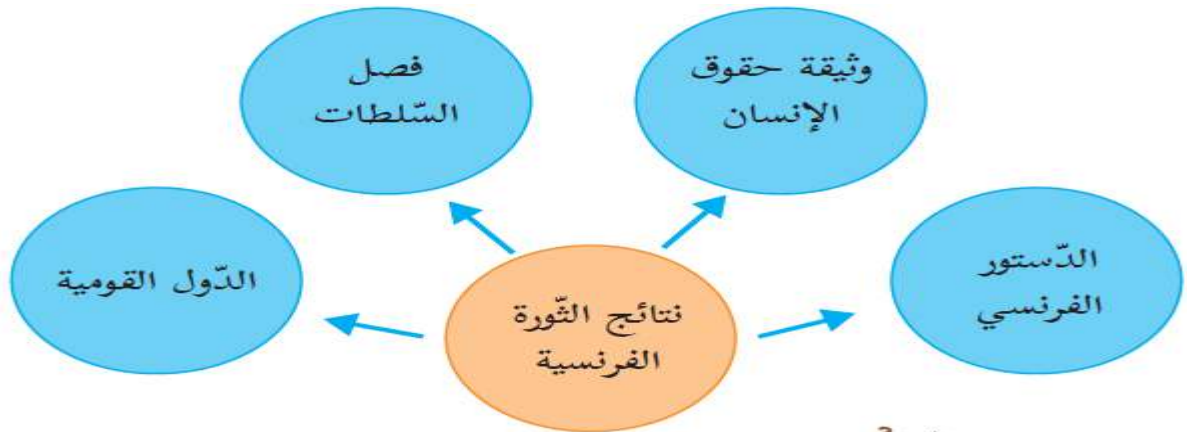 وثيقة حقوق
الإنسان
فصل
السّلطات
الدّستور
الفرنسي
الدّول القومية
نتائج الثّورة
الفرنسية